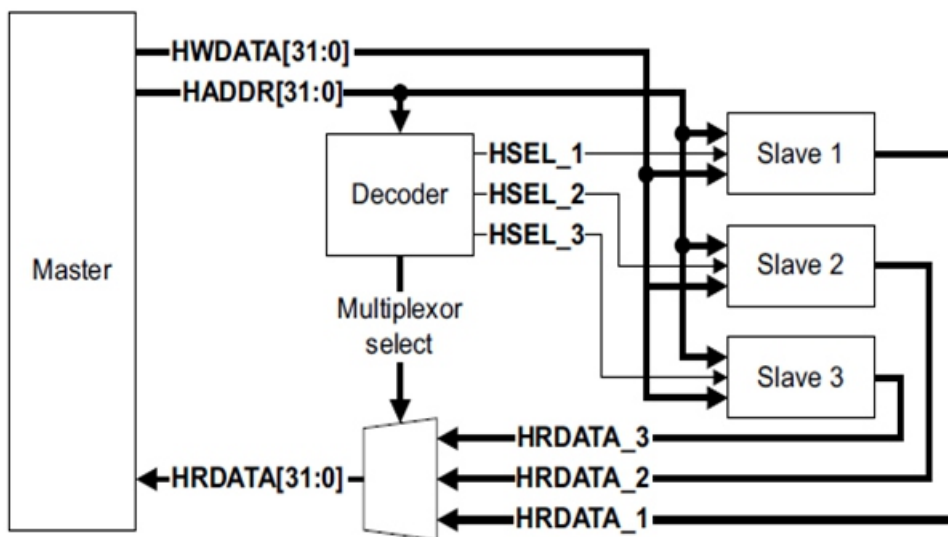 HWDATA[31:0]
HADDR[31:0]
HSEL_1
Slave 1
Decoder
HSEL_2
HSEL_3
Slave 2
Master
Multiplexor
select
Slave 3
HRDATA_3
HRDATA[31:0]
HRDATA_2
HRDATA_1